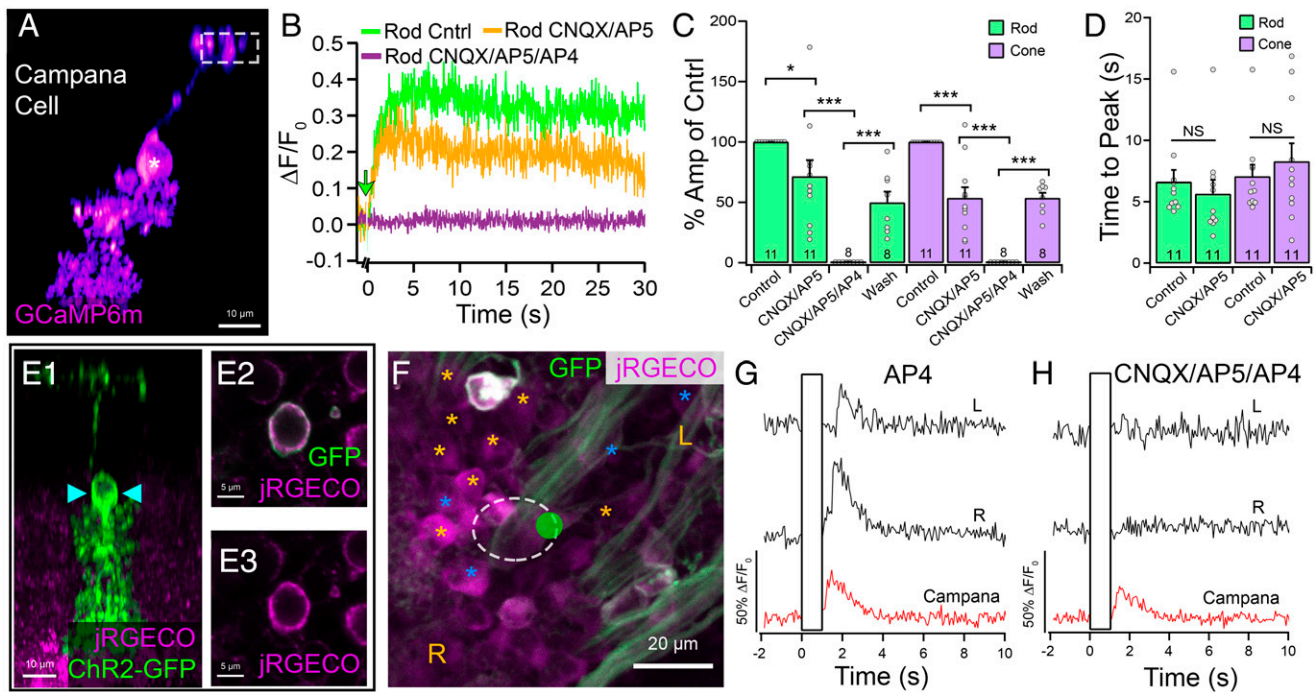 A
Campana
Cell
*
GCaMP6m
10 µm
B
Rod Cntrl
Rod CNQX/AP5
Rod CNQX/AP5/AP4
ΔF/F0
0.5
0.4
0.3
0.2
0.1
0.0
-0.1
0 5 10 15 20 25 30
Time (s)
C
Rod
Cone
% Amp of Cntrl
200
150
100
50
0
* *** *** *** *** ***
11 11 8 8 11 11 8 8
Control CNQX/AP5 CNQX/AP5/AP4 Wash Control CNQX/AP5 CNQX/AP5/AP4 Wash
D
Rod
Cone
Time to Peak (s)
20
15
10
5
0
NS NS
11 11 11 11
Control CNQX/AP5 Control CNQX/AP5
E1
jRGECO
ChR2-GFP
10 µm
E2
GFP
jRGECO
5 µm
E3
jRGECO
5 µm
F
GFP jRGECO
L
R
20 µm
G
AP4
L
R
Campana
50% ΔF/F0
-2 0 2 4 6 8 10
Time (s)
H
CNQX/AP5/AP4
L
R
Campana
50% ΔF/F0
-2 0 2 4 6 8 10
Time (s)